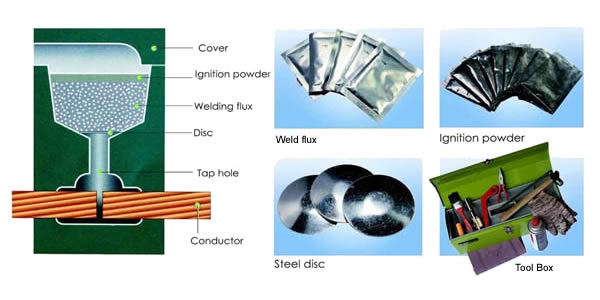 Cover
Ignition powder
Welding flux
Disc
Tap hole
Conductor
Weld flux
Ignition powder
Steel disc
Tool Box